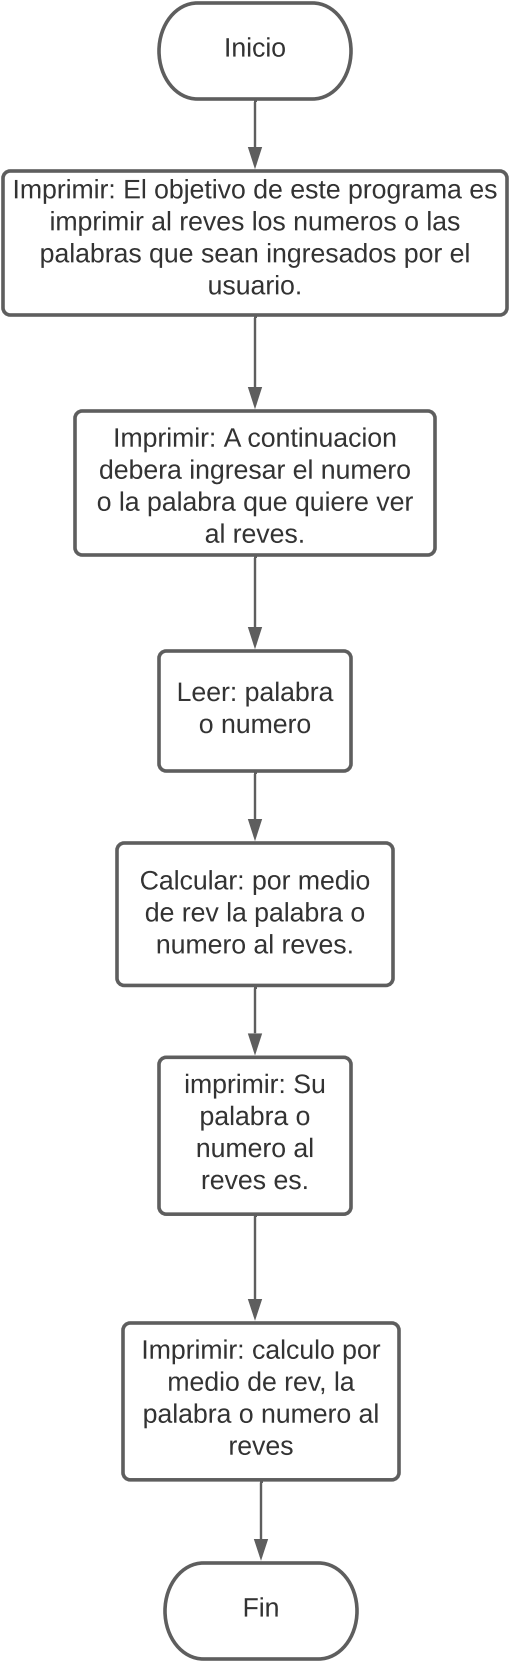 Inicio
Imprimir: El objetivo de este programa es
imprimir al reves los numeros o las
palabras que sean ingresados por el
usuario.
Imprimir: A continuacion
debera ingresar el numero
o la palabra que quiere ver
al reves.
Leer: palabra
o numero
Calcular: por medio
de rev la palabra o
numero al reves.
imprimir: Su
palabra o
numero al
reves es.
Imprimir: calculo por
medio de rev, la
palabra o numero al
reves
Fin